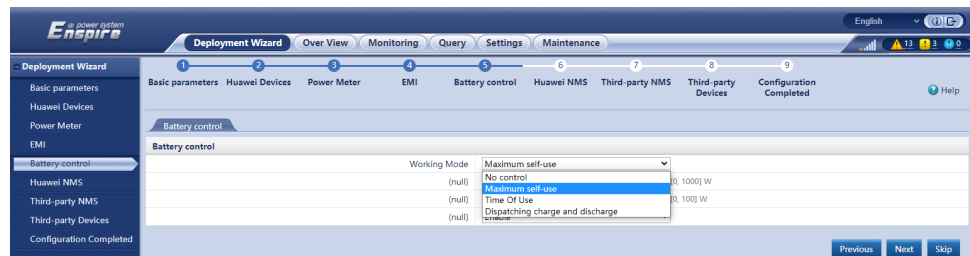 @ power system
Enspire
English
Deployment Wizard Over View Monitoring Query Settings Maintenance
13 3 0
Deployment Wizard
Basic parameters
Huawei Devices
Power Meter
EMI
Battery control
Huawei NMS
Third-party NMS
Third-party Devices
Configuration Completed
1 2 3 4 5 6 7 8 9
Basic parameters Huawei Devices Power Meter EMI Battery control Huawei NMS Third-party NMS Third-party Devices Configuration Completed
Help
Battery control
Battery control
Working Mode Maximum self-use
No control
Maximum self-use
Time Of Use
Dispatching charge and discharge
(null) [0, 1000] W
(null) [0, 100] W
(null) Enable
Previous Next Skip